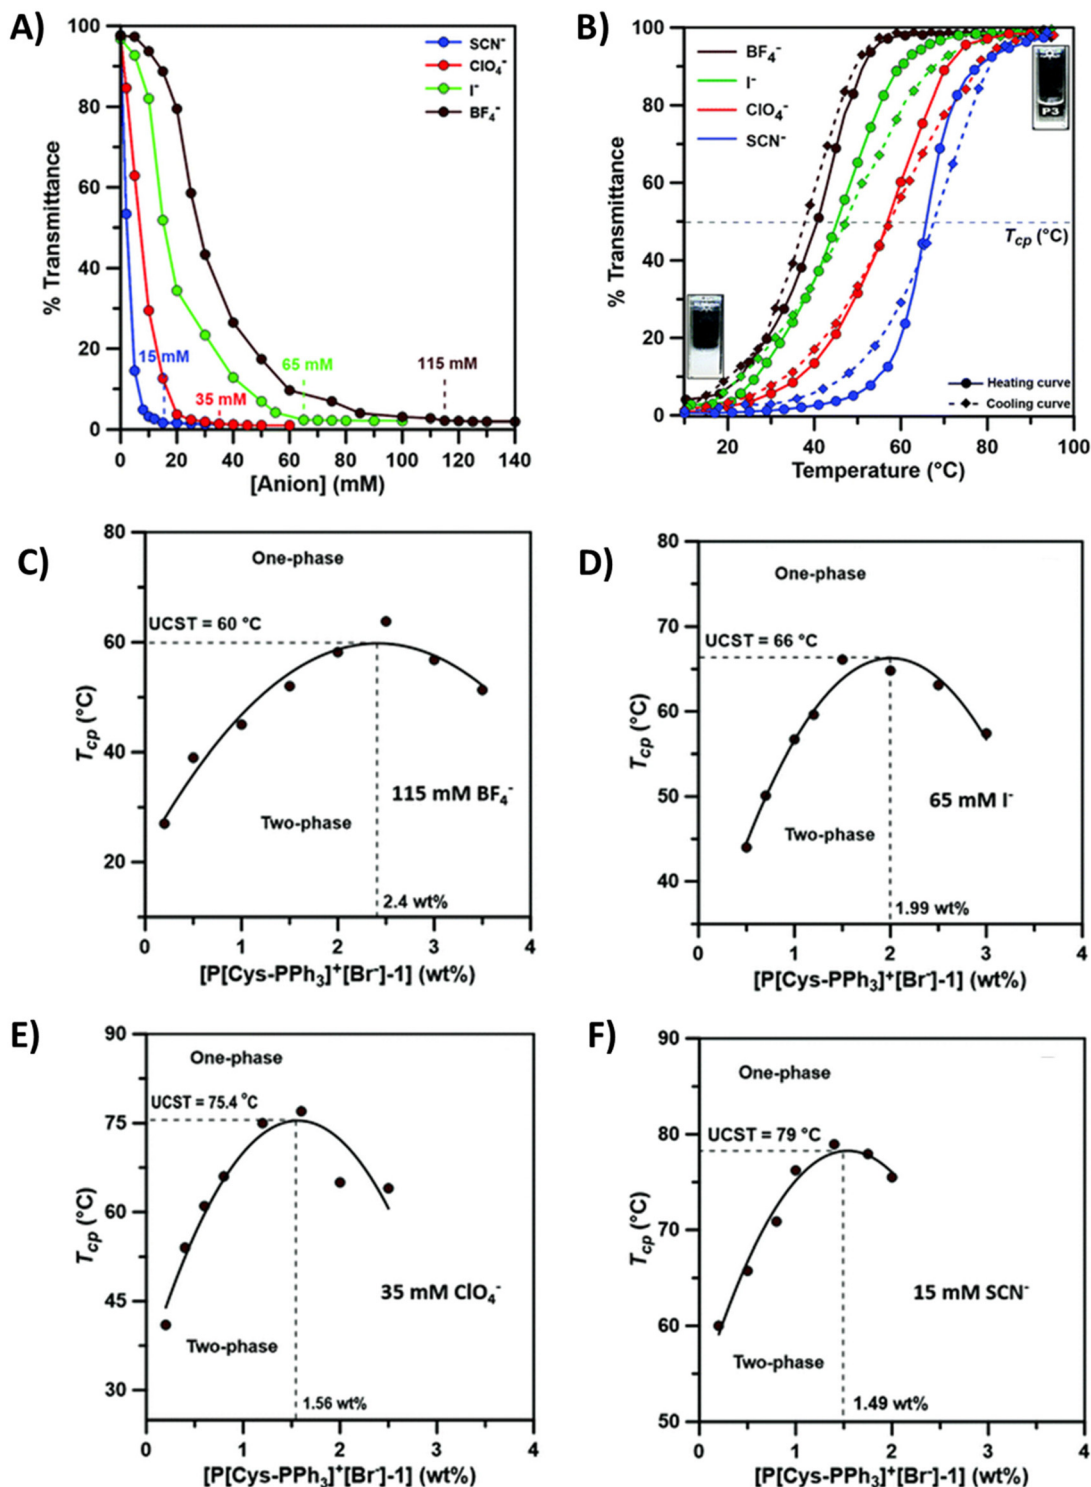 A)
100
80
60
40
20
0
% Transmittance
SCN⁻
ClO₄⁻
I⁻
BF₄⁻
15 mM
35 mM
65 mM
115 mM
0 20 40 60 80 100 120 140
[Anion] (mM)
B)
100
80
60
40
20
0
% Transmittance
BF₄⁻
I⁻
ClO₄⁻
SCN⁻
P3
Tcp (°C)
Heating curve
Cooling curve
20 40 60 80 100
Temperature (°C)
C)
80
60
40
20
Tcp (°C)
One-phase
UCST = 60 °C
115 mM BF₄⁻
Two-phase
2.4 wt%
0 1 2 3 4
[P[Cys-PPh₃]⁺[Br⁻]-1] (wt%)
D)
80
70
60
50
40
Tcp (°C)
One-phase
UCST = 66 °C
65 mM I⁻
Two-phase
1.99 wt%
0 1 2 3 4
[P[Cys-PPh₃]⁺[Br⁻]-1] (wt%)
E)
90
75
60
45
30
Tcp (°C)
One-phase
UCST = 75.4 °C
35 mM ClO₄⁻
Two-phase
1.56 wt%
0 1 2 3 4
[P[Cys-PPh₃]⁺[Br⁻]-1] (wt%)
F)
90
80
70
60
50
Tcp (°C)
One-phase
UCST = 79 °C
15 mM SCN⁻
Two-phase
1.49 wt%
0 1 2 3 4
[P[Cys-PPh₃]⁺[Br⁻]-1] (wt%)